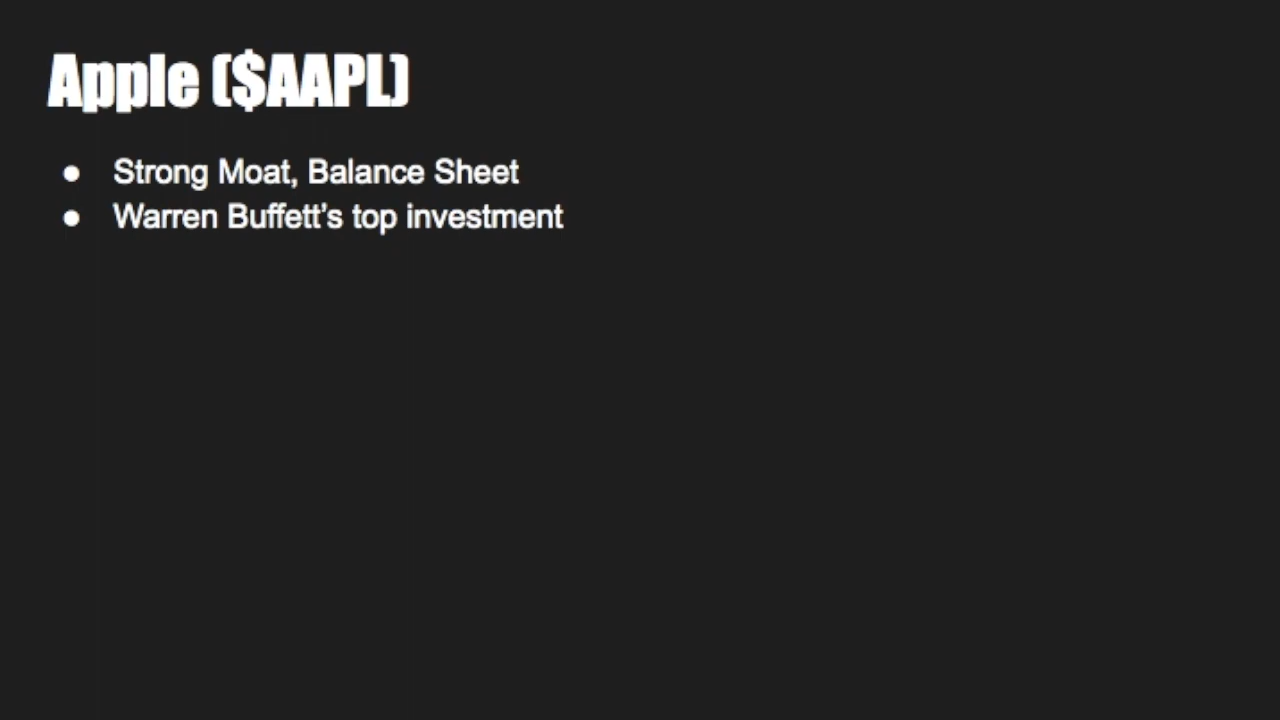 Apple ($AAPL)
● Strong Moat, Balance Sheet
● Warren Buffett’s top investment